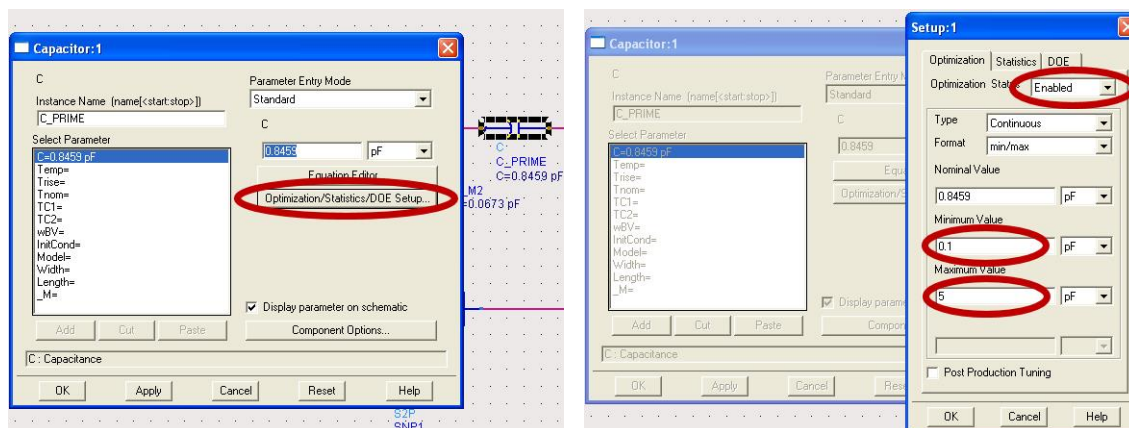 Capacitor:1
C
Instance Name (name[<start:stop>])
C_PRIME
Select Parameter
C=0.8459 pF
Temp=
Trise=
Tnom=
TC1=
TC2=
wBV=
InitCond=
Model=
Width=
Length=
_M=
Add Cut Paste
Parameter Entry Mode
Standard
C
0.8459 pF
Equation Editor...
Optimization/Statistics/DOE Setup...
Display parameter on schematic
Component Options...
C : Capacitance
OK Apply Cancel Reset Help
C
C_PRIME
C=0.8459 pF
_M2
=0.0673 pF
S2P
SNP1
Capacitor:1
C
Instance Name (name[<start:stop>])
C_PRIME
Select Parameter
C=0.8459 pF
Temp=
Trise=
Tnom=
TC1=
TC2=
wBV=
InitCond=
Model=
Width=
Length=
_M=
Add Cut Paste
Parameter Entry M
Standard
C
0.8459
Equa
Optimization/S
Display parame
Compon
C : Capacitance
OK Apply Cancel Rese
Setup:1
Optimization Statistics DOE
Optimization Status Enabled
Type Continuous
Format min/max
Nominal Value
0.8459 pF
Minimum Value
0.1 pF
Maximum Value
5 pF
Post Production Tuning
OK Cancel Help